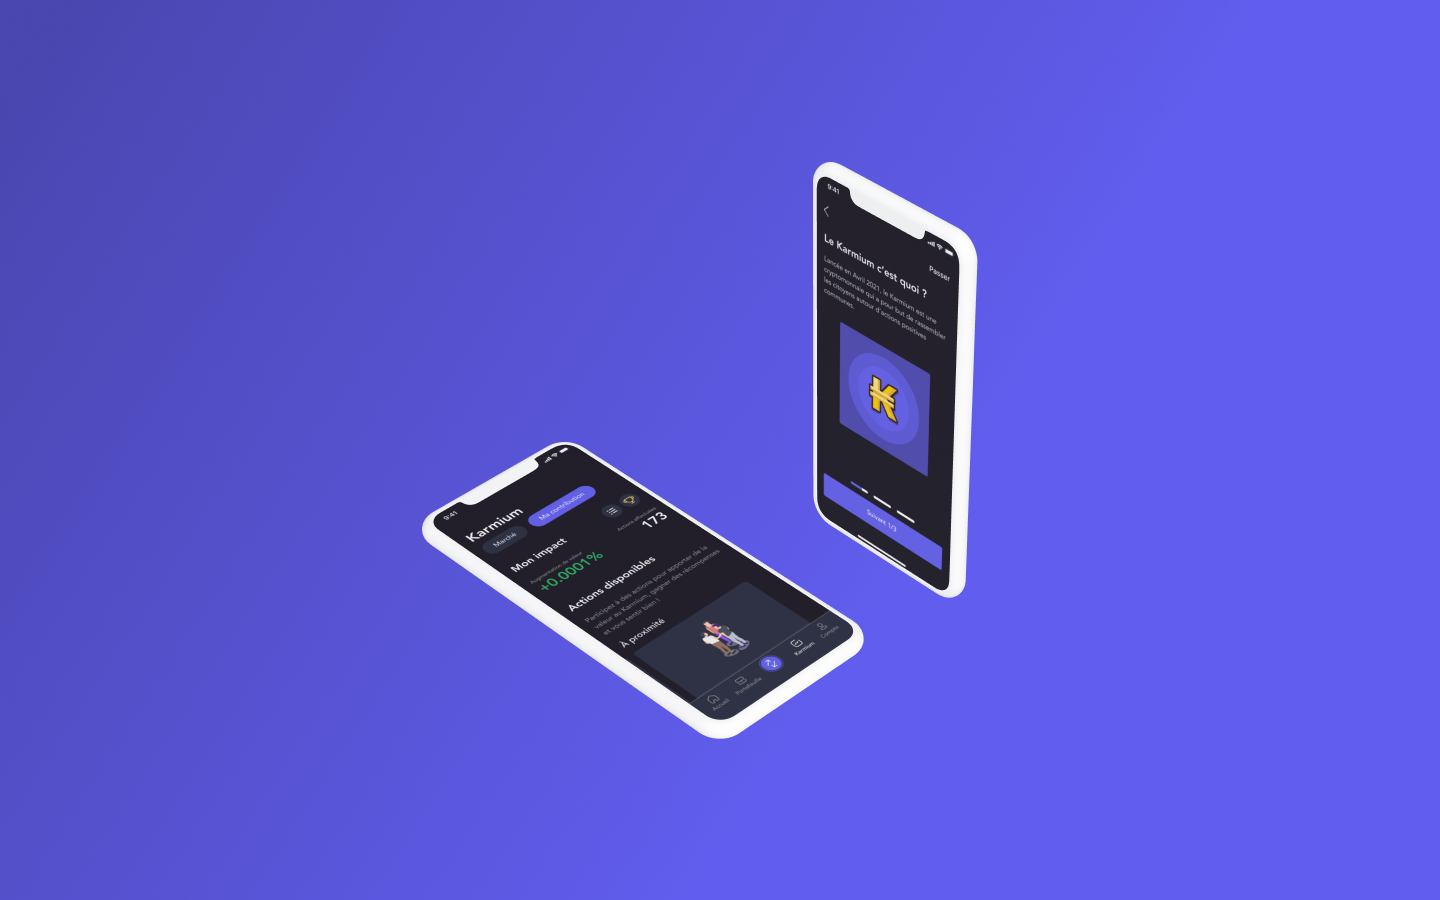 9:41
Karmium
Marché
Ma contribution
Mon impact
Augmentation de valeur
+0.0001%
Actions effectuées
173
Actions disponibles
Participez à des actions pour apporter de la
valeur au Karmium, gagner des récompenses
et vous sentir bien !
À proximité
Accueil
Portefeuille
Karmium
Compte
9:41
Passer
Le Karmium c'est quoi ?
Lancée en Avril 2021, le Karmium est une
cryptomonnaie qui a pour but de rassembler
les citoyens autour d'actions positives
communes.
Suivant 1/3